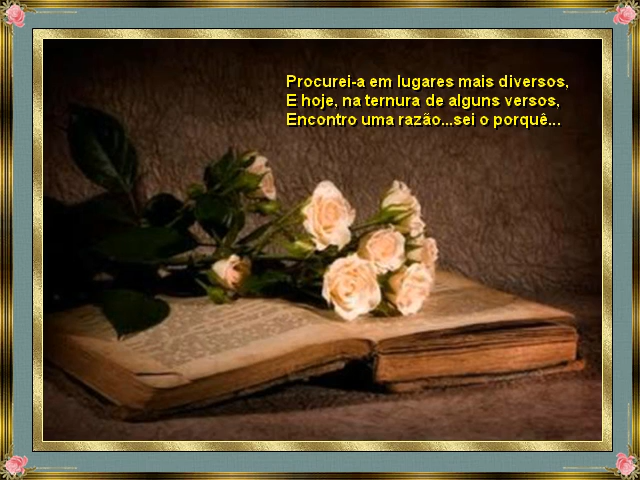 Procurei-a em lugares mais diversos,
E hoje, na ternura de alguns versos,
Encontro uma razão...sei o porquê...